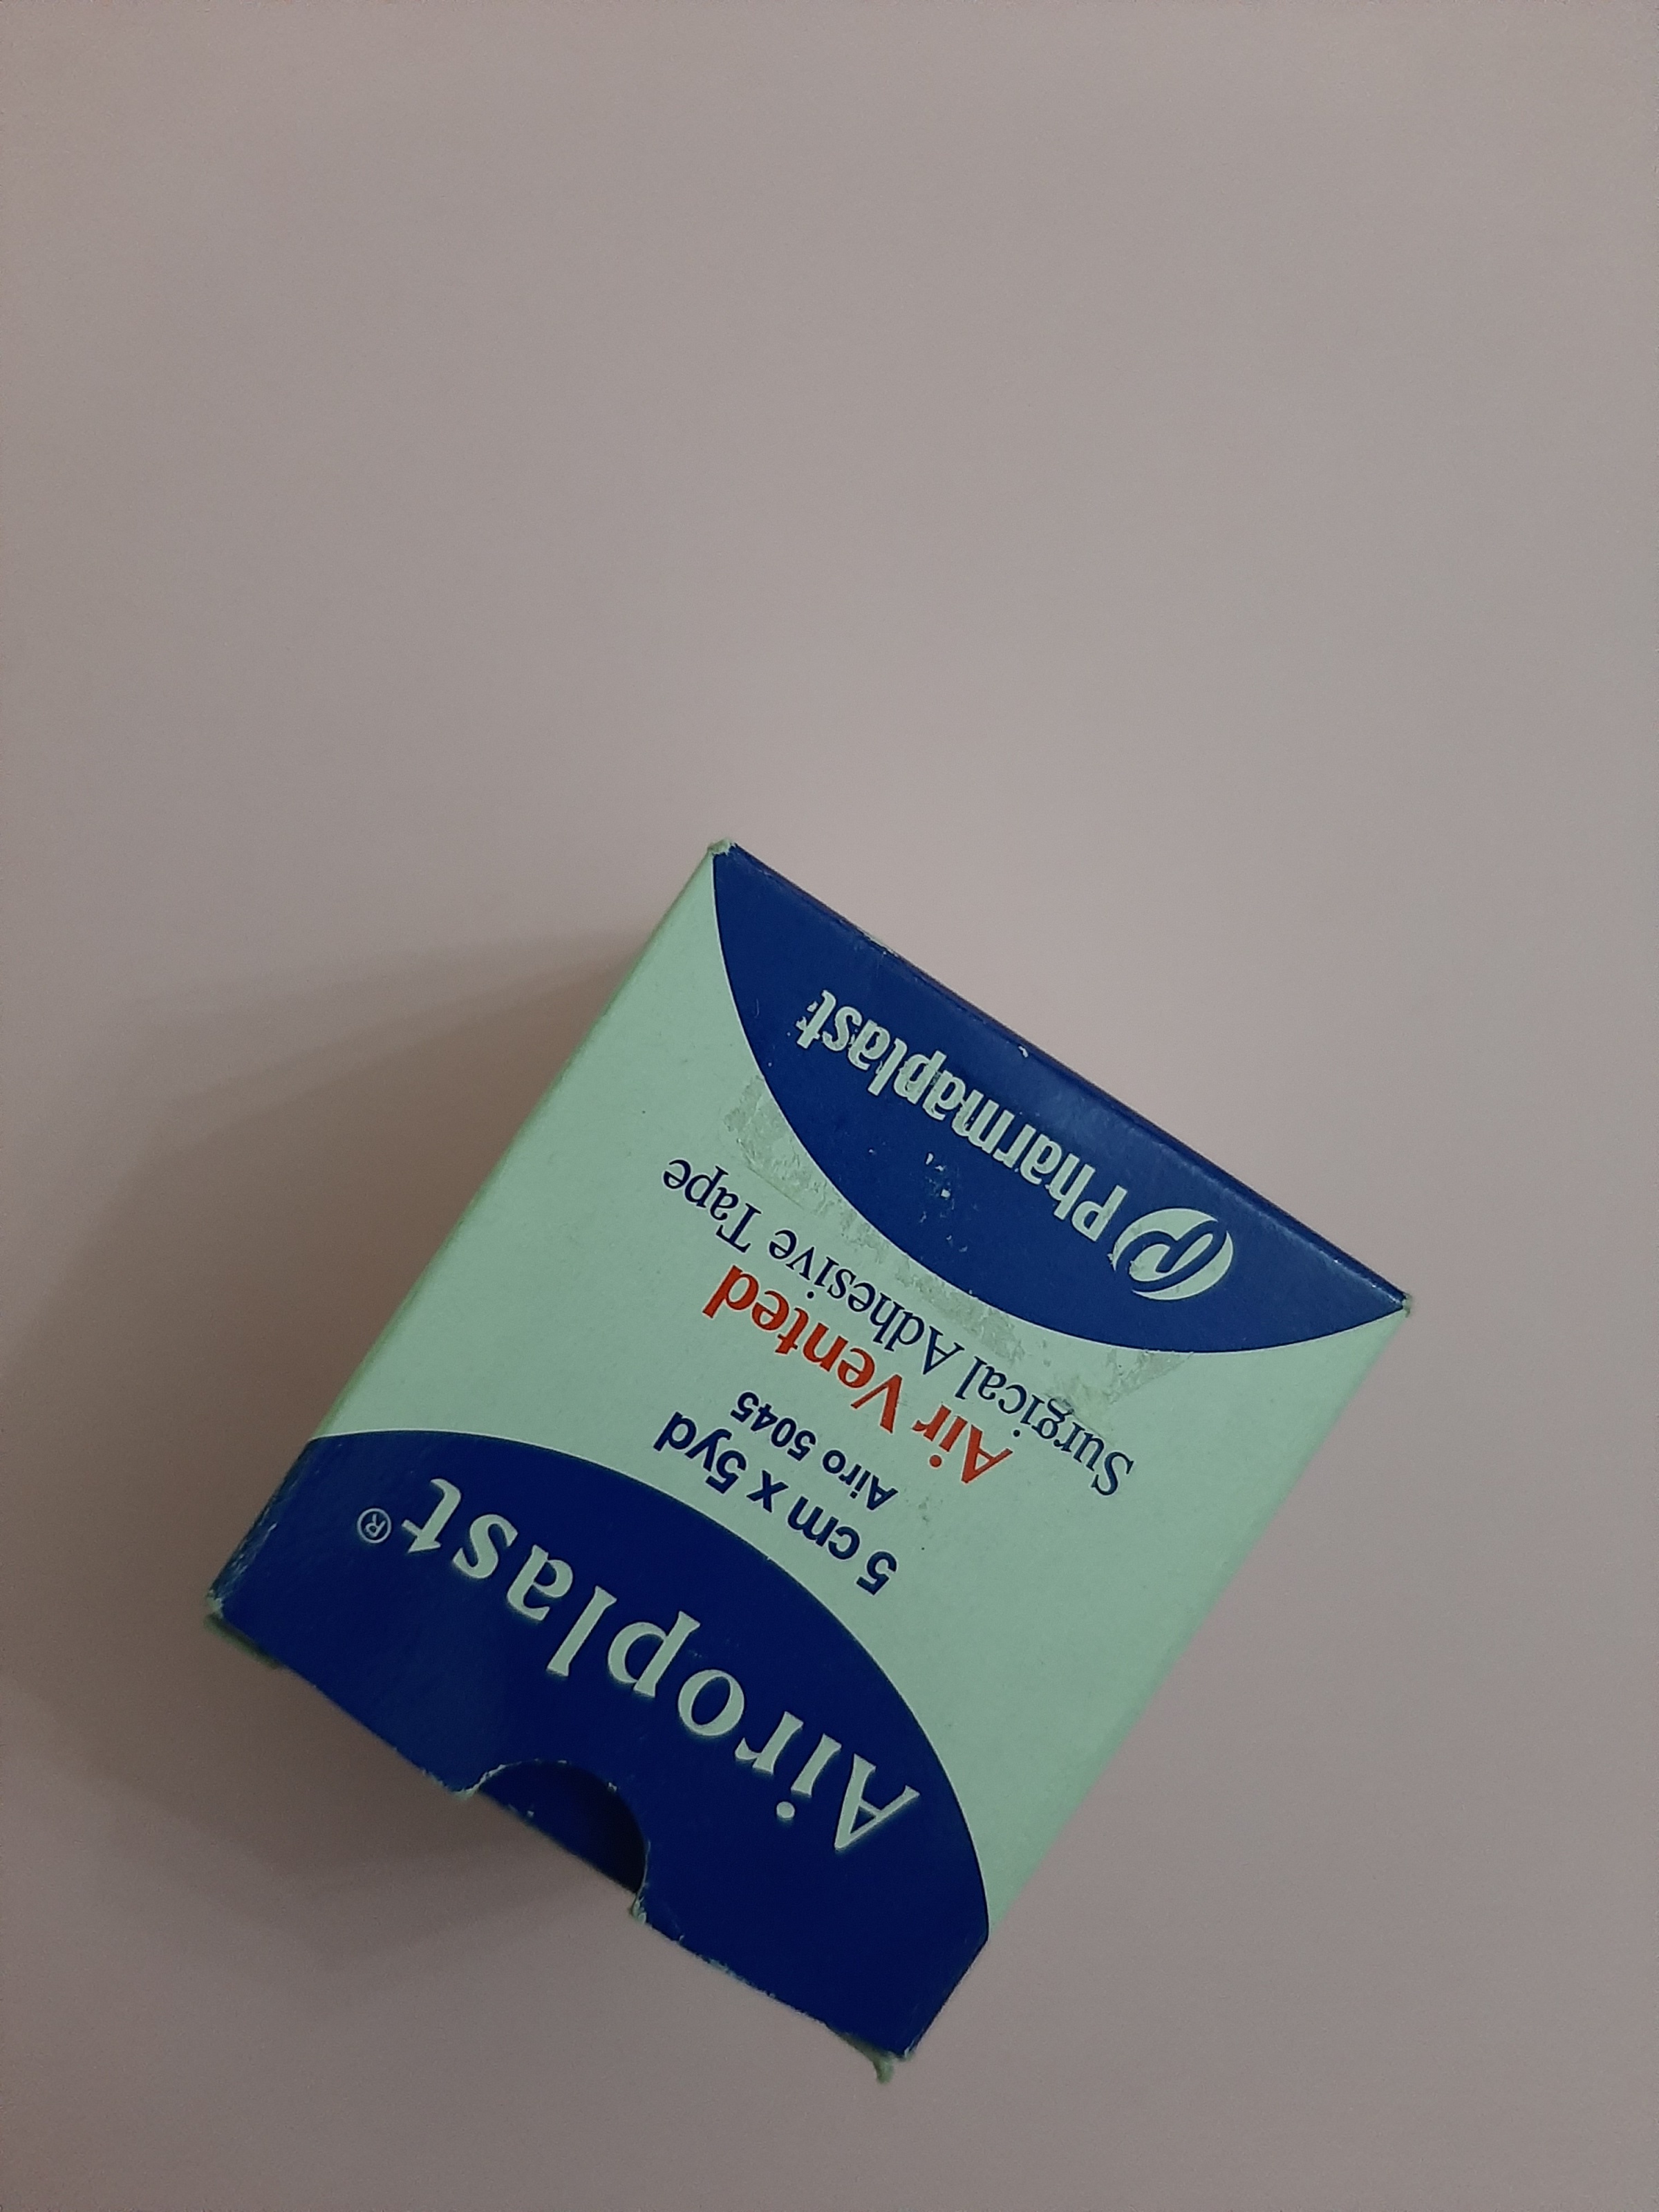 Airoplast®
5 cm x 5yd
Airo 5045
Air Vented
Surgical Adhesive Tape
Pharmaplast